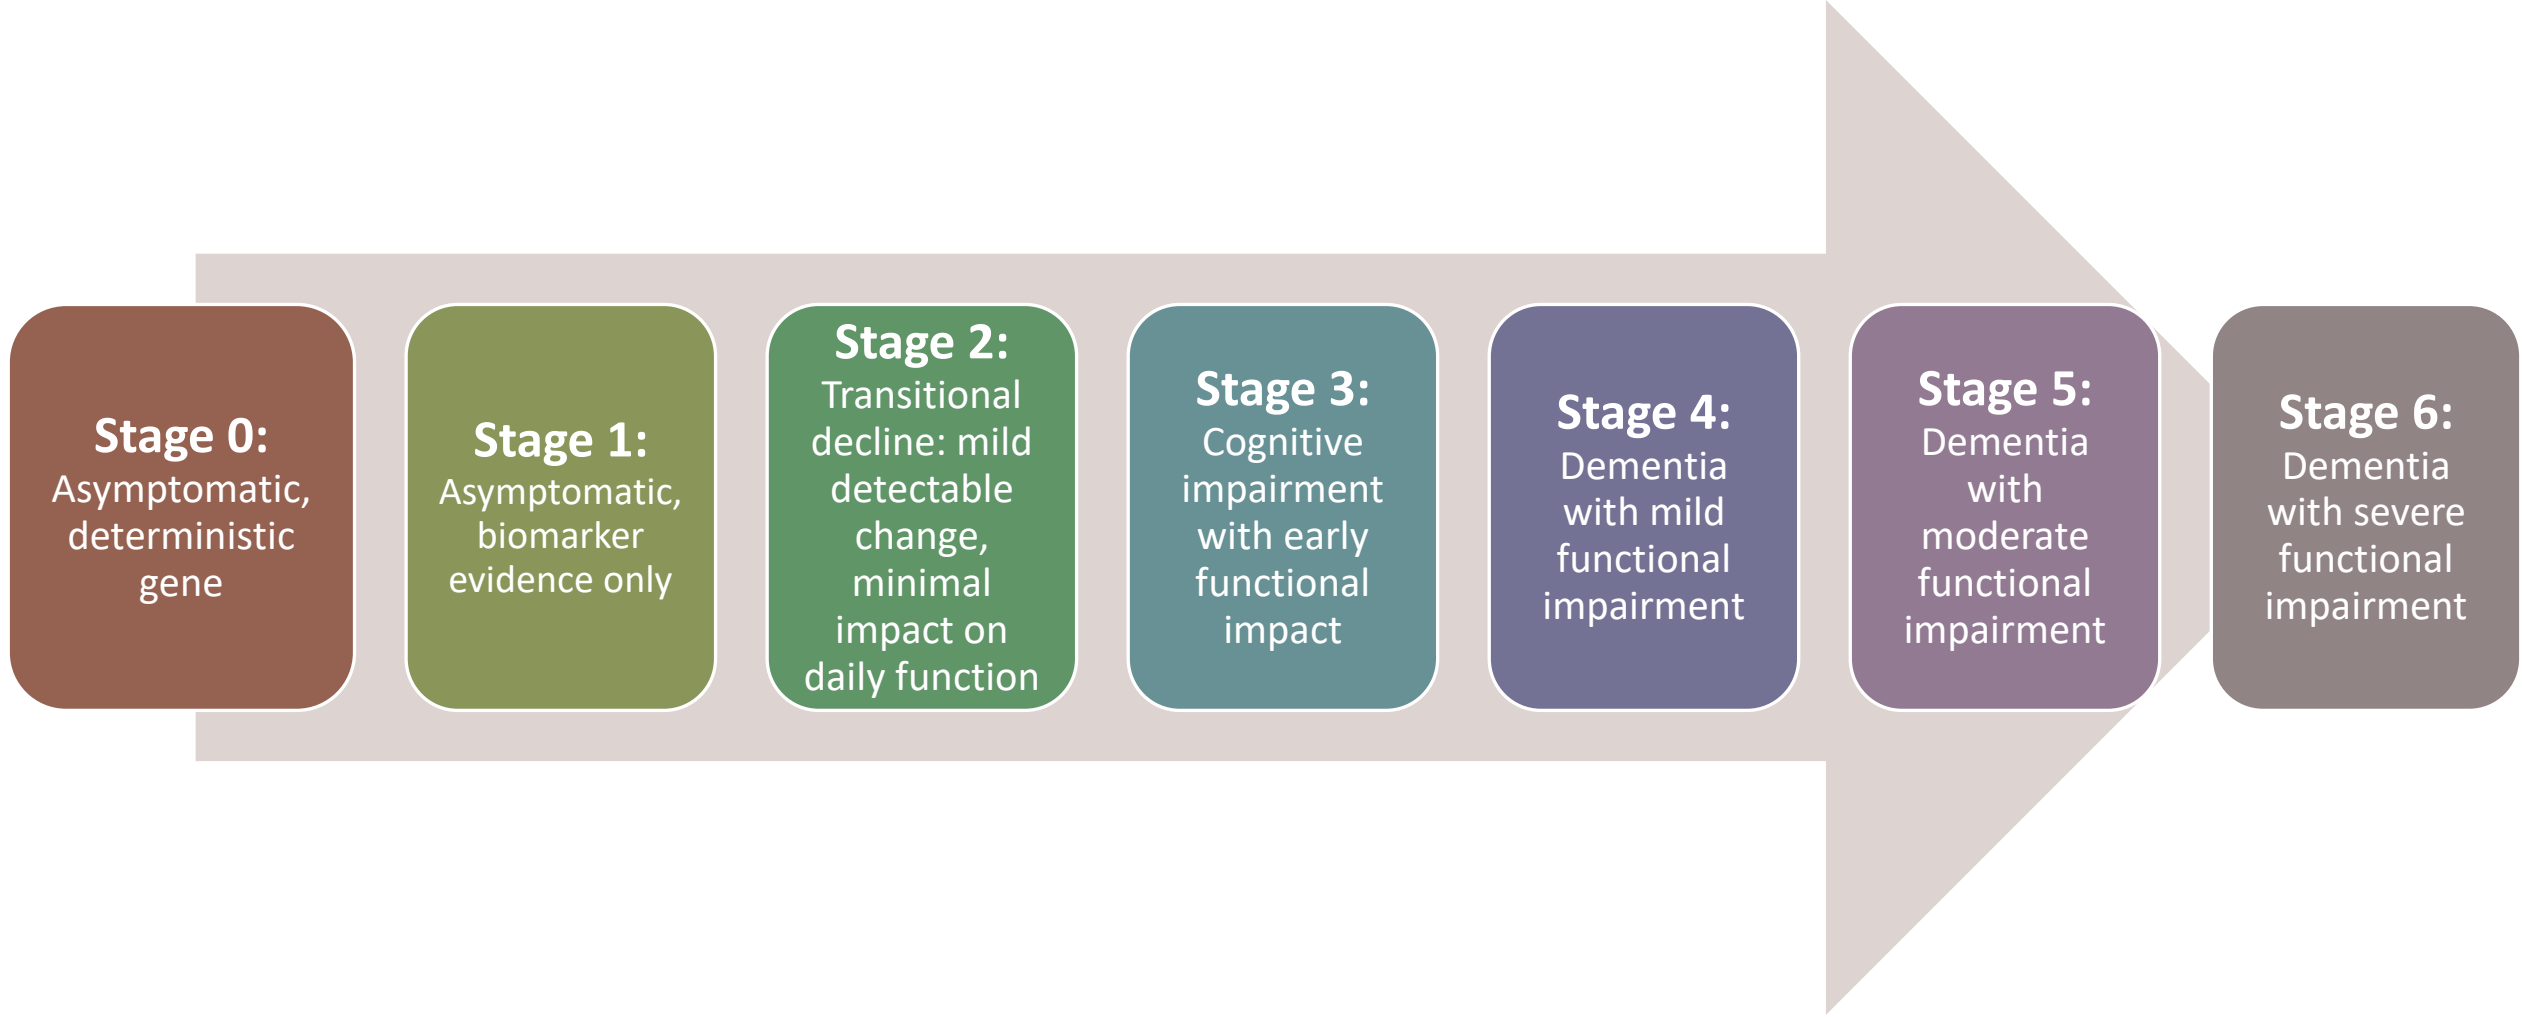 Stage 0:
Asymptomatic,
deterministic
gene
Stage 1:
Asymptomatic,
biomarker
evidence only
Stage 2:
Transitional
decline: mild
detectable
change,
minimal
impact on
daily function
Stage 3:
Cognitive
impairment
with early
functional
impact
Stage 4:
Dementia
with mild
functional
impairment
Stage 5:
Dementia
with
moderate
functional
impairment
Stage 6:
Dementia
with severe
functional
impairment